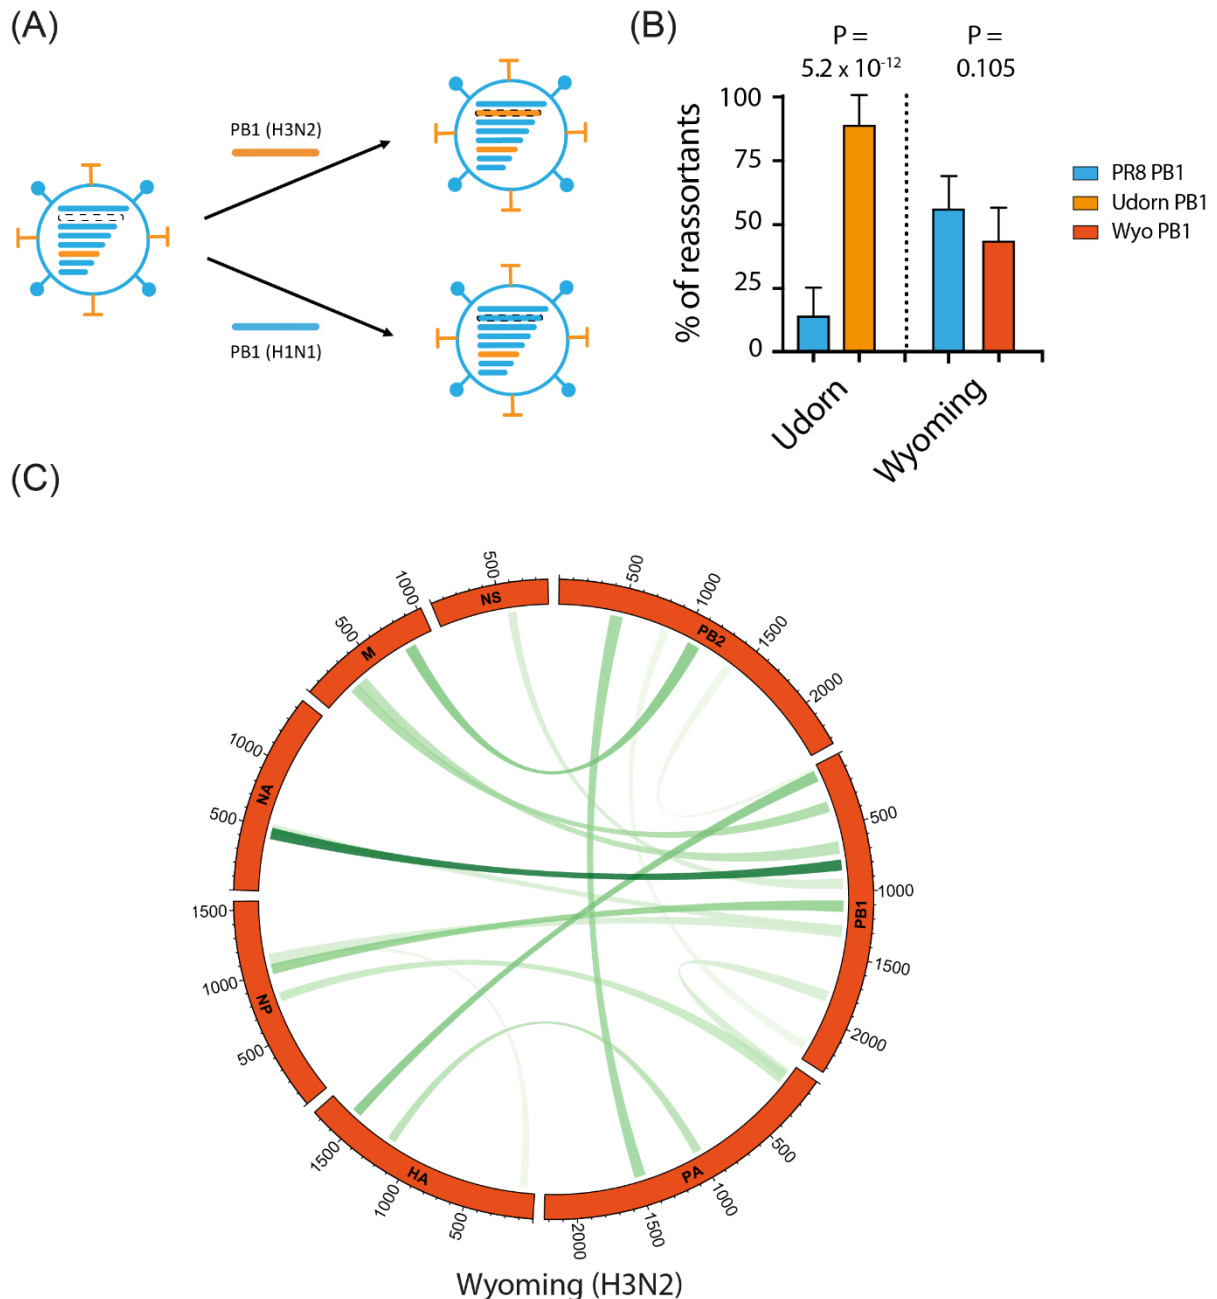 (A)
PB1 (H3N2)
PB1 (H1N1)
(B)
P =
5.2 x 10-12
P =
0.105
% of reassortants
100
75
50
25
0
Udorn
Wyoming
PR8 PB1
Udorn PB1
Wyo PB1
(C)
NS
500
PB2
500
1000
1500
2000
PB1
500
1000
1500
2000
PA
500
1000
1500
2000
HA
500
1000
1500
NP
500
1000
1500
NA
500
1000
M
500
1000
Wyoming (H3N2)